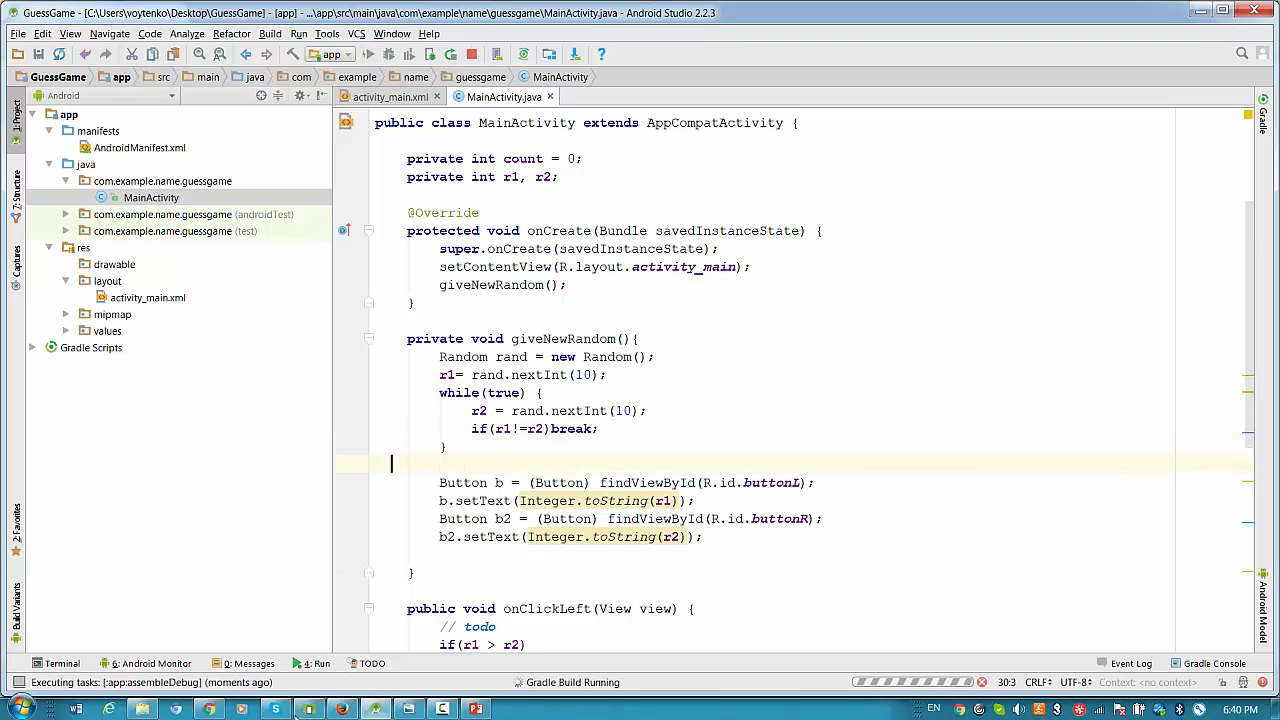 GuessGame - [C:\Users\voytenko\Desktop\GuessGame] - [app] - ...\app\src\main\java\com\example\name\guessgame\MainActivity.java - Android Studio 2.2.3
File Edit View Navigate Code Analyze Refactor Build Run Tools VCS Window Help
app
GuessGame app src main java com example name guessgame MainActivity
Android
activity_main.xml MainActivity.java
app
manifests
AndroidManifest.xml
java
com.example.name.guessgame
MainActivity
com.example.name.guessgame (androidTest)
com.example.name.guessgame (test)
res
drawable
layout
activity_main.xml
mipmap
values
Gradle Scripts
1: Project
7: Structure
Captures
2: Favorites
Build Variants
public class MainActivity extends AppCompatActivity {
private int count = 0;
private int r1, r2;
@Override
protected void onCreate(Bundle savedInstanceState) {
super.onCreate(savedInstanceState);
setContentView(R.layout.activity_main);
giveNewRandom();
}
private void giveNewRandom(){
Random rand = new Random();
r1= rand.nextInt(10);
while(true) {
r2 = rand.nextInt(10);
if(r1!=r2)break;
}
Button b = (Button) findViewById(R.id.buttonL);
b.setText(Integer.toString(r1));
Button b2 = (Button) findViewById(R.id.buttonR);
b2.setText(Integer.toString(r2));
}
public void onClickLeft(View view) {
// todo
if(r1 > r2)
Gradle
Android Model
Terminal 6: Android Monitor 0: Messages 4: Run TODO Event Log Gradle Console
Executing tasks: [:app:assembleDebug] (moments ago) Gradle Build Running 30:3 CRLF UTF-8 Context: <no context>
EN 6:40 PM